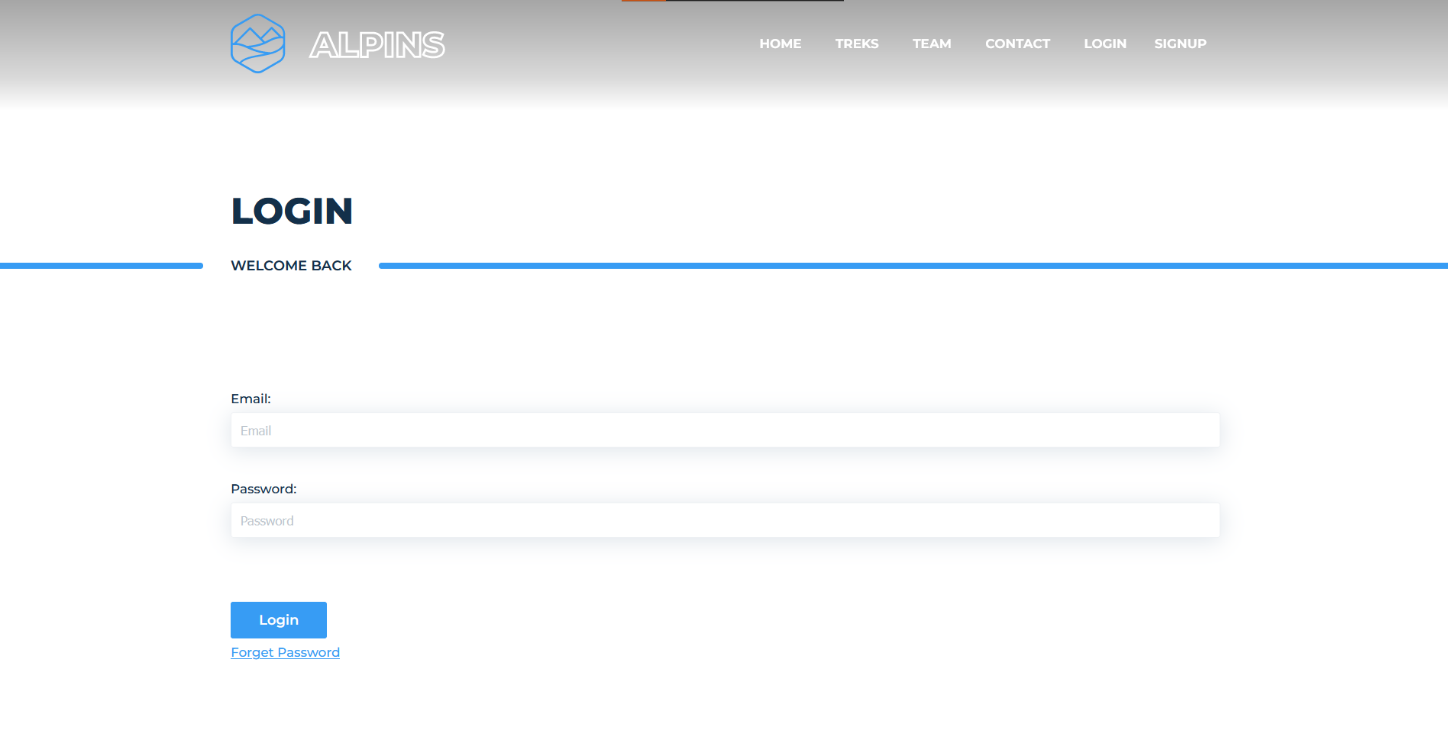 ALPINS
HOME TREKS TEAM CONTACT LOGIN SIGNUP
LOGIN
WELCOME BACK
Email:
Email
Password:
Password
Login
Forget Password